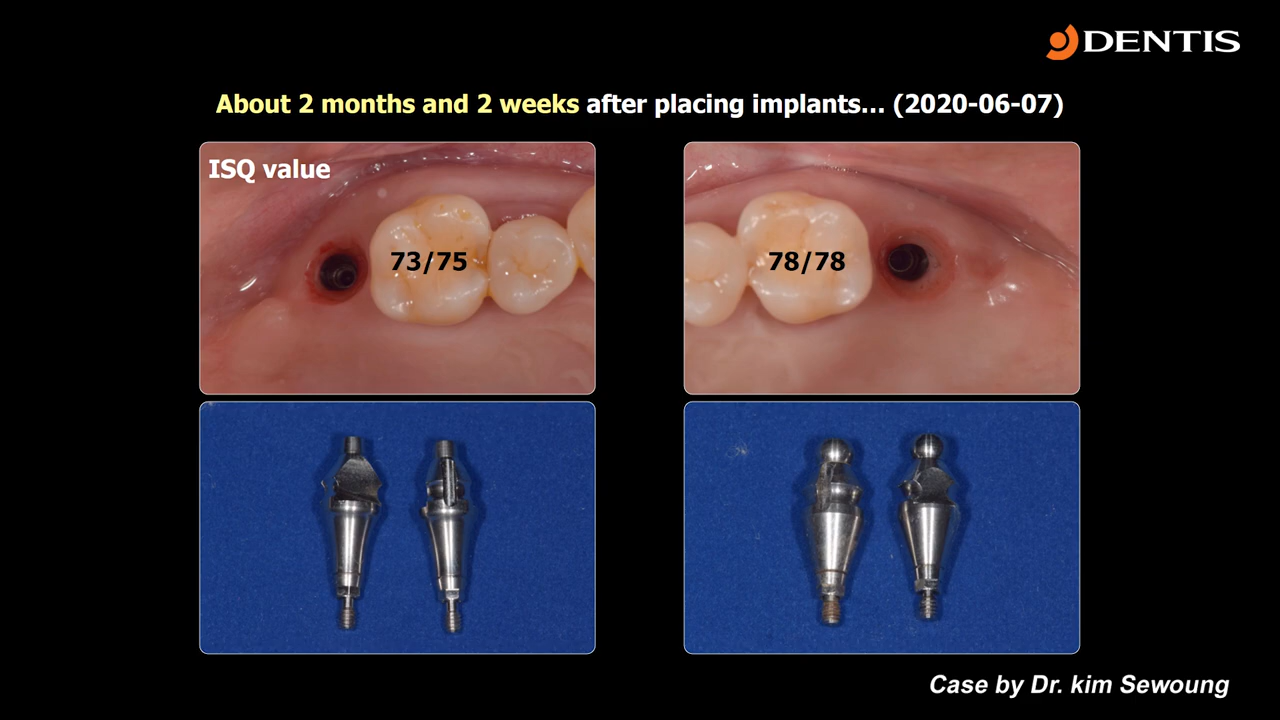 DENTIS
About 2 months and 2 weeks after placing implants... (2020-06-07)
ISQ value
73/75
78/78
Case by Dr. kim Sewoung